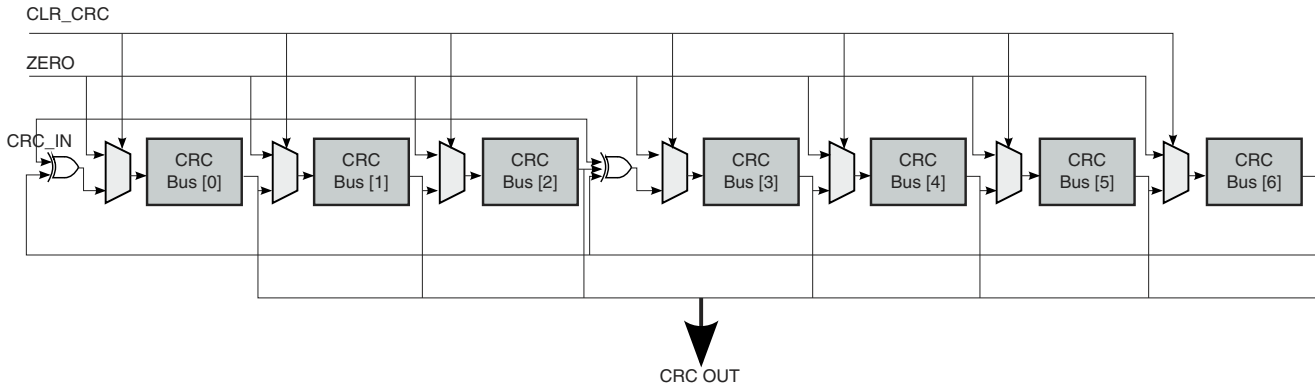 CLR_CRC
ZERO
CRC_IN
CRC
Bus [0]
CRC
Bus [1]
CRC
Bus [2]
CRC
Bus [3]
CRC
Bus [4]
CRC
Bus [5]
CRC
Bus [6]
CRC OUT